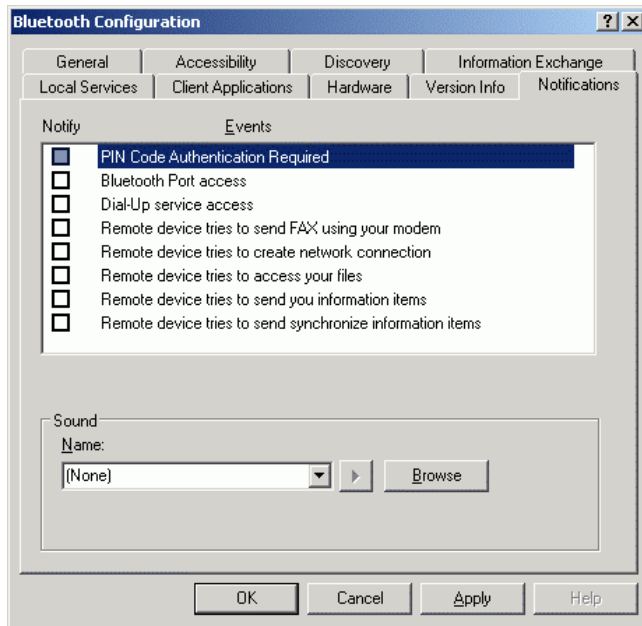 Bluetooth Configuration
General Accessibility Discovery Information Exchange
Local Services Client Applications Hardware Version Info Notifications
Notify Events
PIN Code Authentication Required
Bluetooth Port access
Dial-Up service access
Remote device tries to send FAX using your modem
Remote device tries to create network connection
Remote device tries to access your files
Remote device tries to send you information items
Remote device tries to send synchronize information items
Sound
Name:
(None) Browse
OK Cancel Apply Help